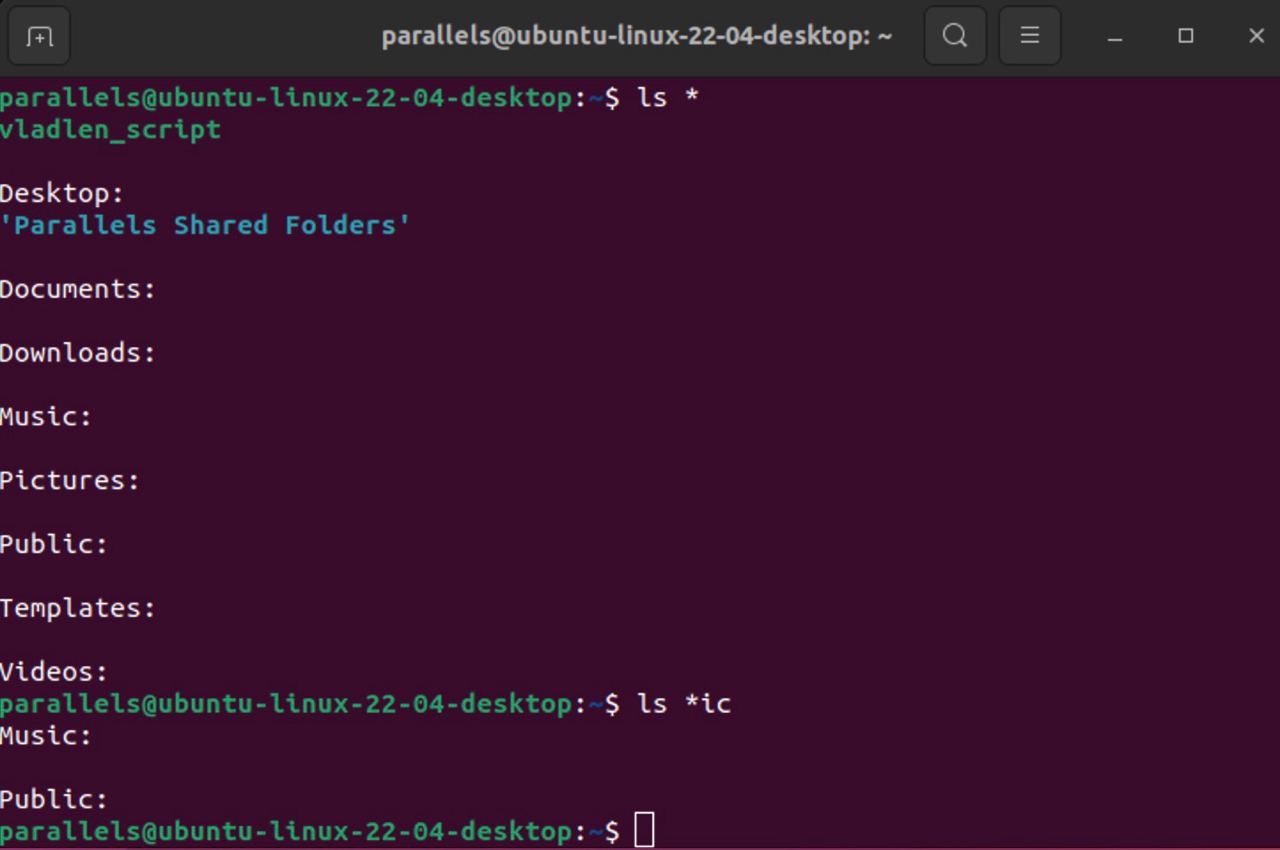 parallels@ubuntu-linux-22-04-desktop: ~
parallels@ubuntu-linux-22-04-desktop:~$ ls *
vladlen_script
Desktop:
'Parallels Shared Folders'
Documents:
Downloads:
Music:
Pictures:
Public:
Templates:
Videos:
parallels@ubuntu-linux-22-04-desktop:~$ ls *ic
Music:
Public:
parallels@ubuntu-linux-22-04-desktop:~$